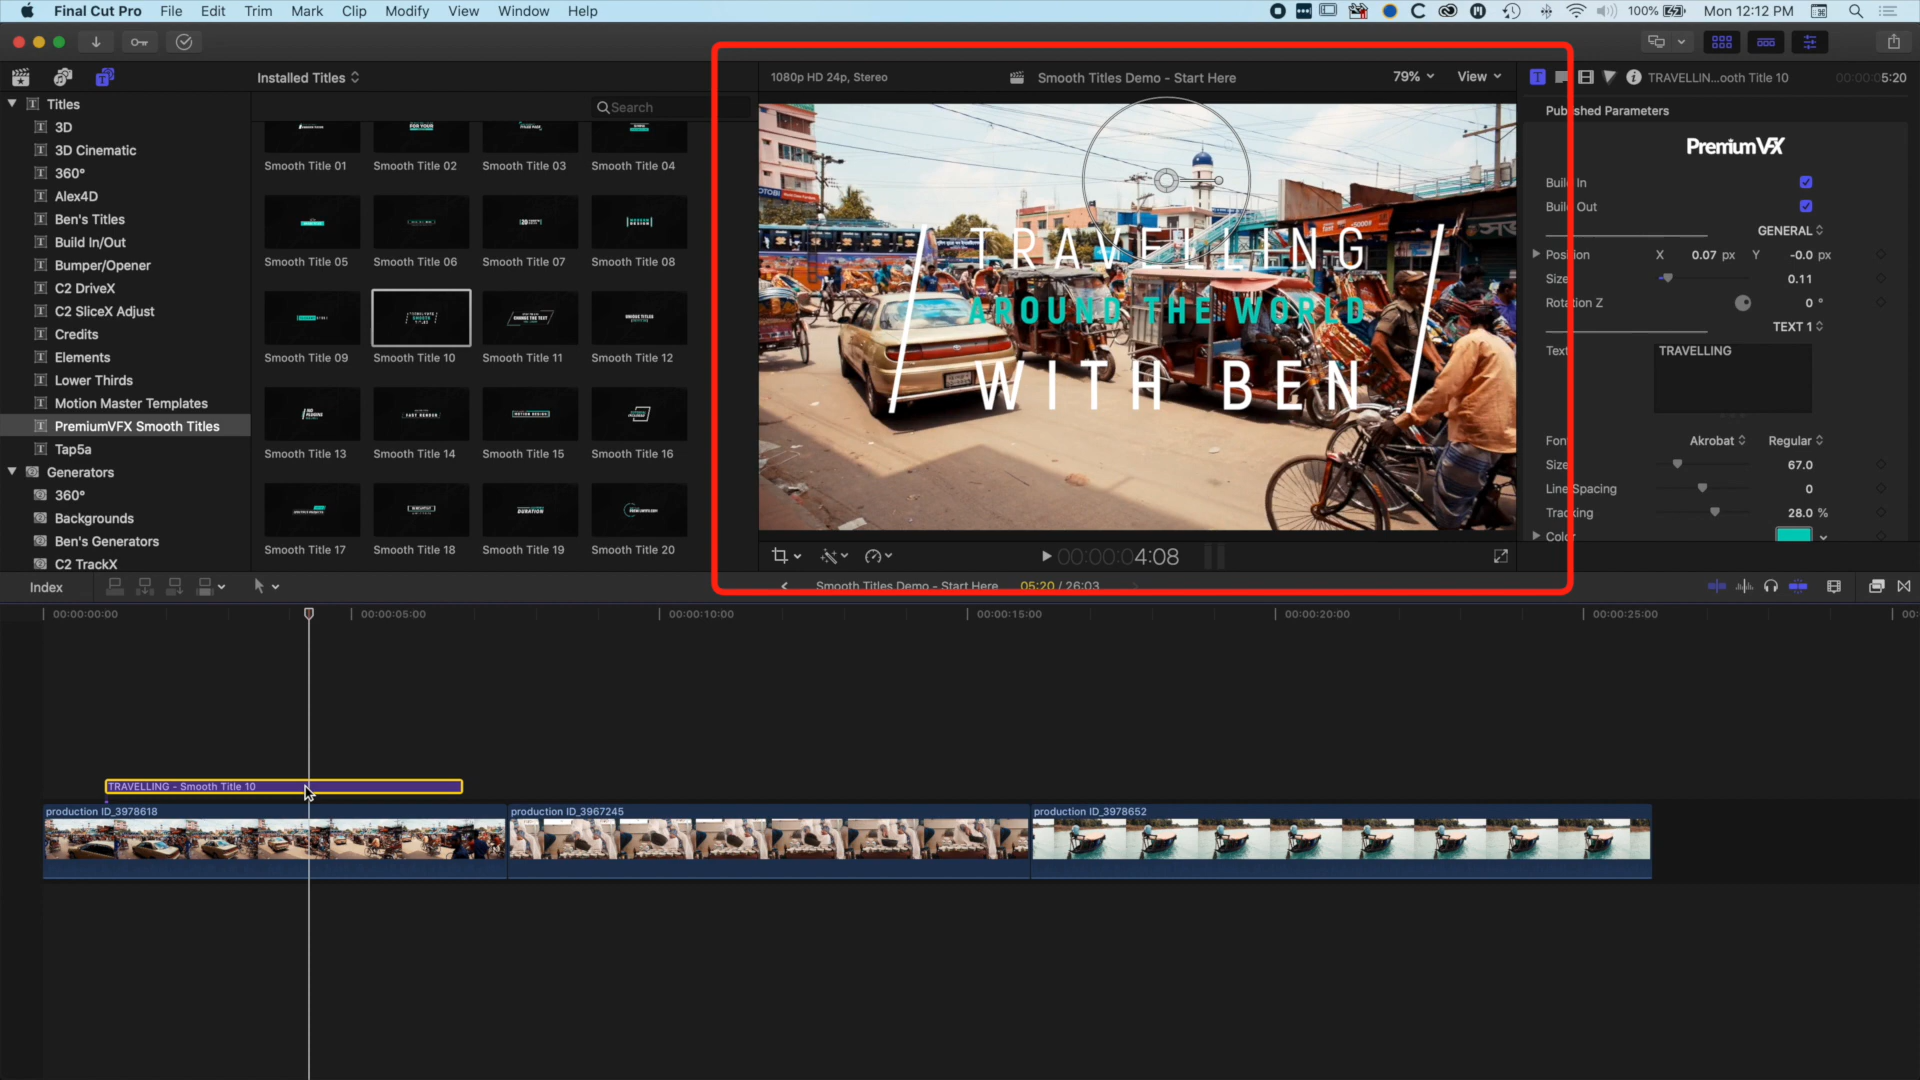 Final Cut Pro File Edit Trim Mark Clip Modify View Window Help
100% Mon 12:12 PM
Installed Titles
1080p HD 24p, Stereo
Smooth Titles Demo - Start Here
79% View
TRAVELLIN...ooth Title 10
00:00:05:20
Titles
3D
3D Cinematic
360°
Alex4D
Ben's Titles
Build In/Out
Bumper/Opener
C2 DriveX
C2 SliceX Adjust
Credits
Elements
Lower Thirds
Motion Master Templates
PremiumVFX Smooth Titles
Tap5a
Generators
360°
Backgrounds
Ben's Generators
C2 TrackX
Search
Smooth Title 01 Smooth Title 02 Smooth Title 03 Smooth Title 04
Smooth Title 05 Smooth Title 06 Smooth Title 07 Smooth Title 08
Smooth Title 09 Smooth Title 10 Smooth Title 11 Smooth Title 12
Smooth Title 13 Smooth Title 14 Smooth Title 15 Smooth Title 16
Smooth Title 17 Smooth Title 18 Smooth Title 19 Smooth Title 20
TRAVELLING
AROUND THE WORLD
WITH BEN
00:00:04:08
Published Parameters
PremiumVFX
Build In
Build Out
GENERAL
Position X 0.07 px Y -0.0 px
Size 0.11
Rotation Z 0 °
TEXT 1
Text TRAVELLING
Font Akrobat Regular
Size 67.0
Line Spacing 0
Tracking 28.0 %
Color
Index
Smooth Titles Demo - Start Here 05:20 / 26:03
00:00:00:00 00:00:05:00 00:00:10:00 00:00:15:00 00:00:20:00 00:00:25:00 00:
TRAVELLING - Smooth Title 10
production ID_3978618 production ID_3967245 production ID_3978652